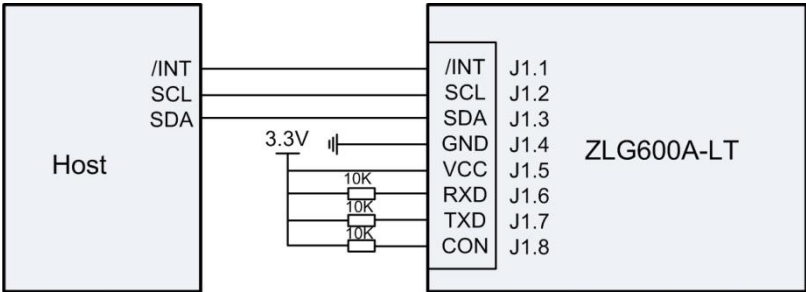 /INT /INT J1.1
SCL SCL J1.2
SDA SDA J1.3
3.3V GND J1.4
Host VCC J1.5 ZLG600A-LT
10K RXD J1.6
10K TXD J1.7
10K CON J1.8